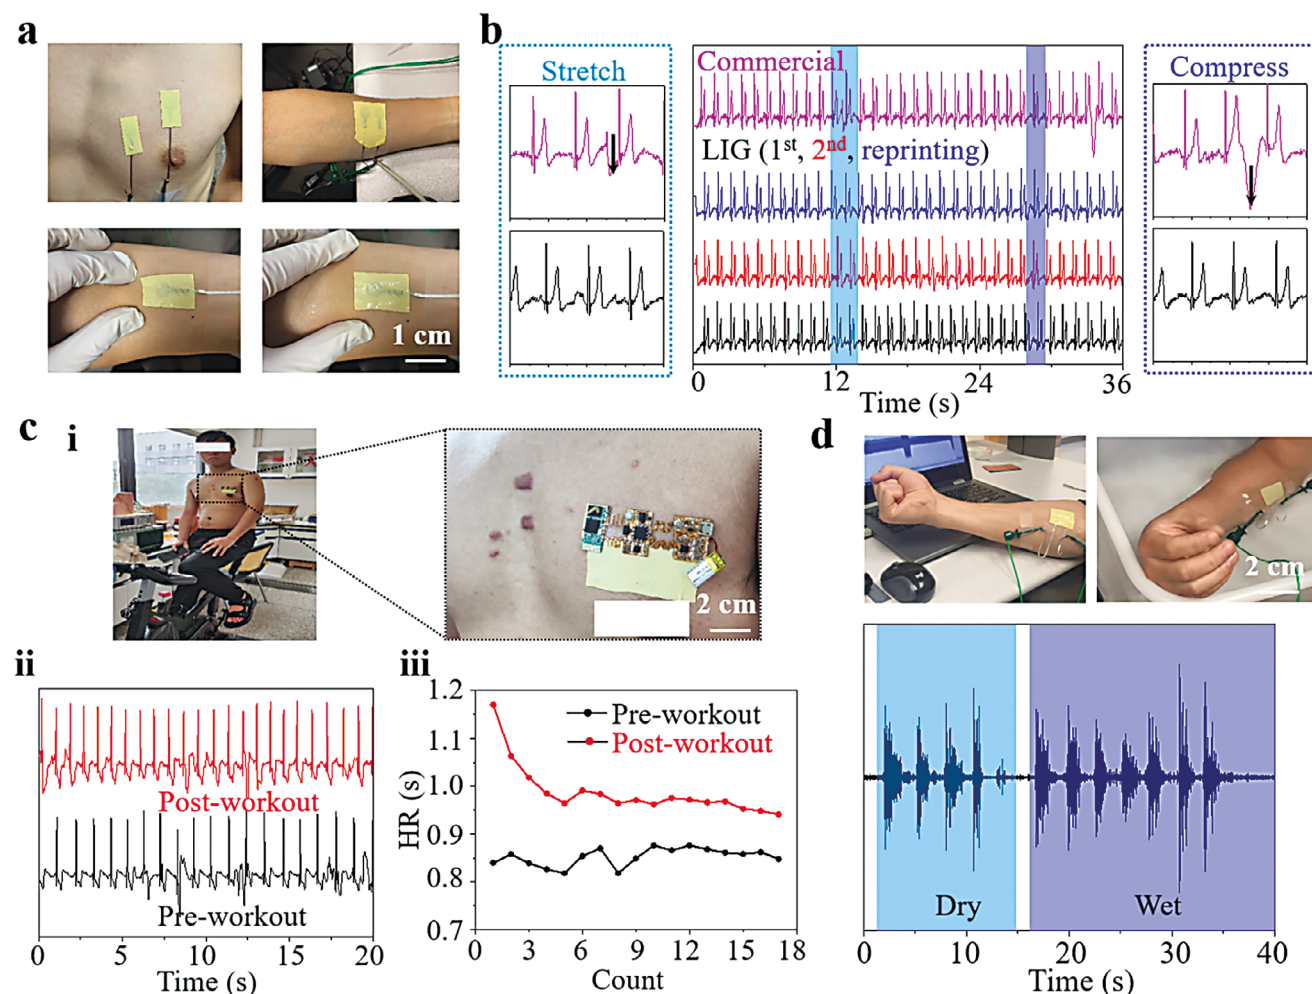 a
1 cm
b
Stretch
Commercial
LIG (1st, 2nd, reprinting)
0
12
24
36
Time (s)
Compress
c
i
2 cm
ii
Post-workout
Pre-workout
0
5
10
15
20
Time (s)
iii
1.2
1.1
1.0
0.9
0.8
0.7
HR (s)
Pre-workout
Post-workout
0
3
6
9
12
15
18
Count
d
2 cm
Dry
Wet
0
10
20
30
40
Time (s)